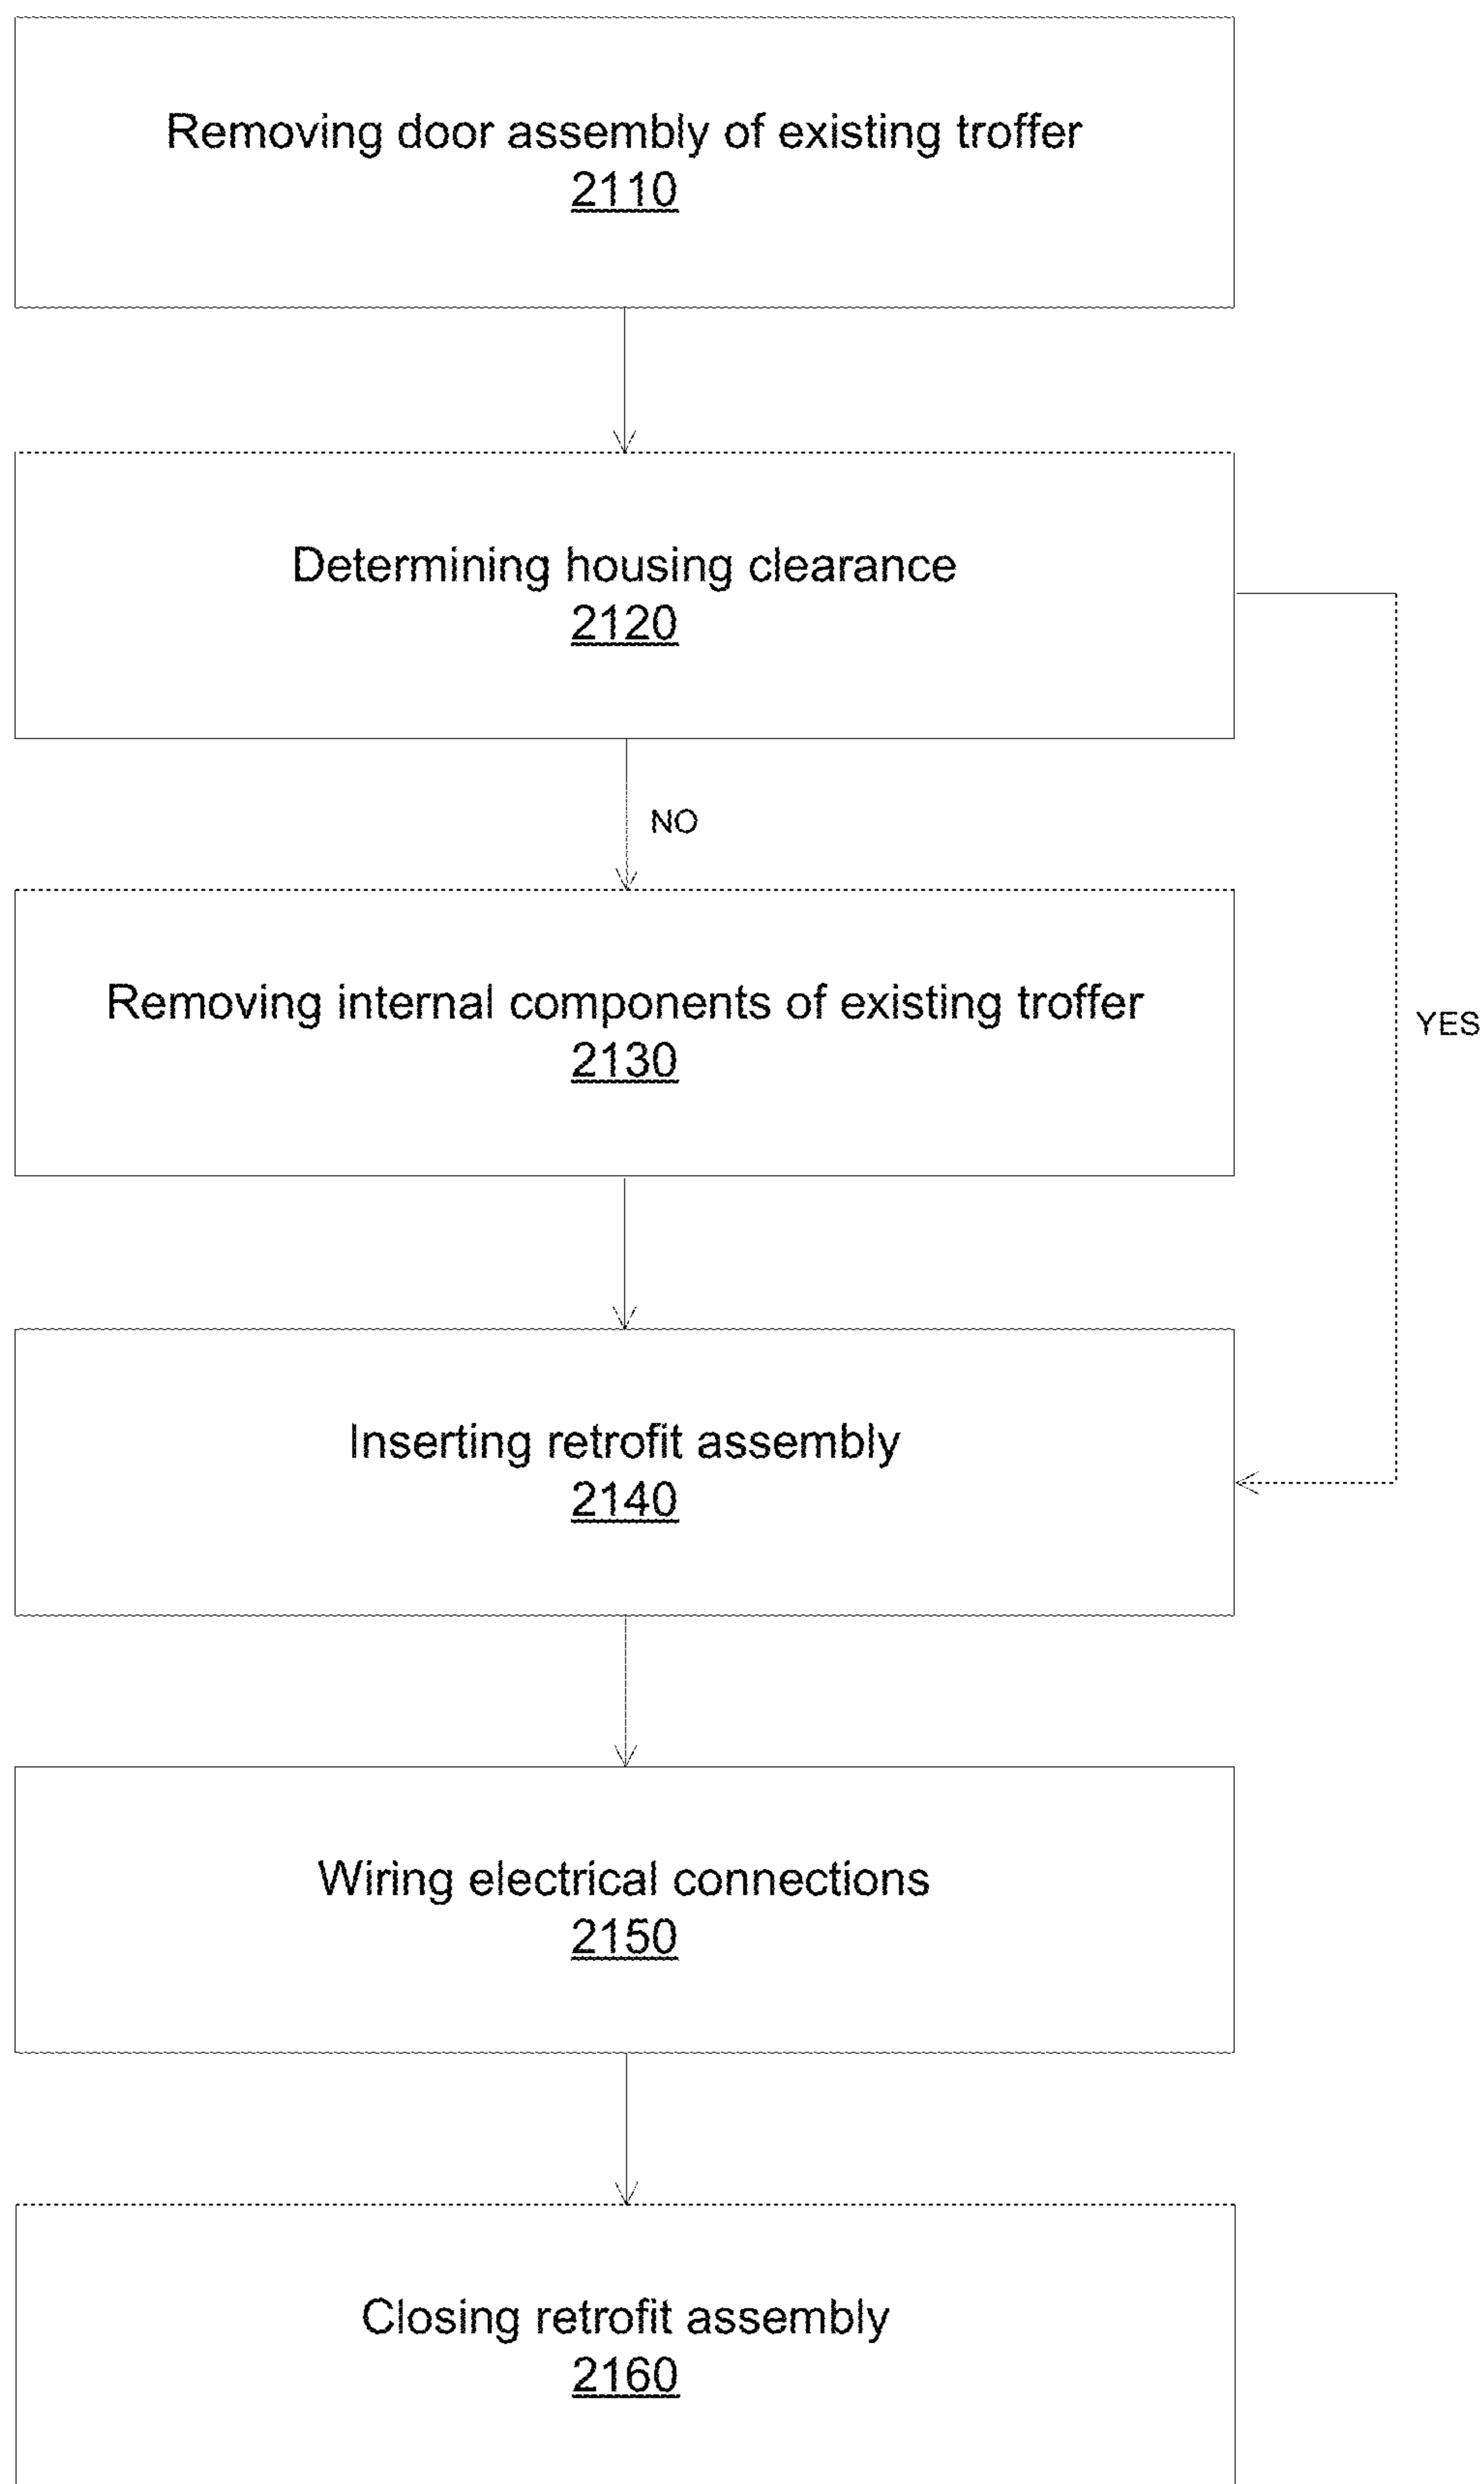 Removing door assembly of existing troffer
2110
Determining housing clearance
2120
NO
Removing internal components of existing troffer
2130
YES
Inserting retrofit assembly
2140
Wiring electrical connections
2150
Closing retrofit assembly
2160